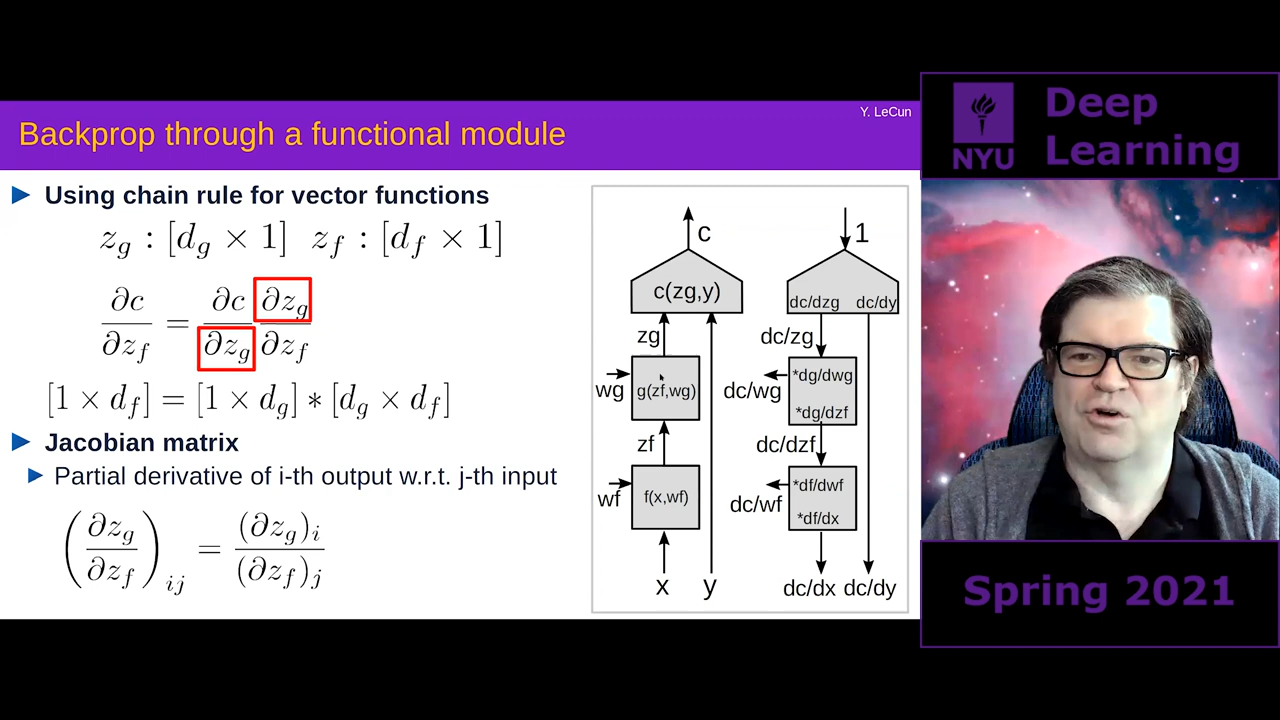 Y. LeCun
Backprop through a functional module
Using chain rule for vector functions
z_g : [d_g × 1]  z_f : [d_f × 1]
∂c/∂z_f = ∂c/∂z_g ∂z_g/∂z_f
[1 × d_f] = [1 × d_g] * [d_g × d_f]
Jacobian matrix
Partial derivative of i-th output w.r.t. j-th input
(∂z_g/∂z_f)_ij = (∂z_g)_i/(∂z_f)_j
c
c(zg,y)
zg
wg
g(zf,wg)
zf
wf
f(x,wf)
x
y
1
dc/dzg
dc/dy
dc/zg
dc/wg
*dg/dwg
*dg/dzf
dc/dzf
dc/wf
*df/dwf
*df/dx
dc/dx
dc/dy
NYU
Deep
Learning
Spring 2021